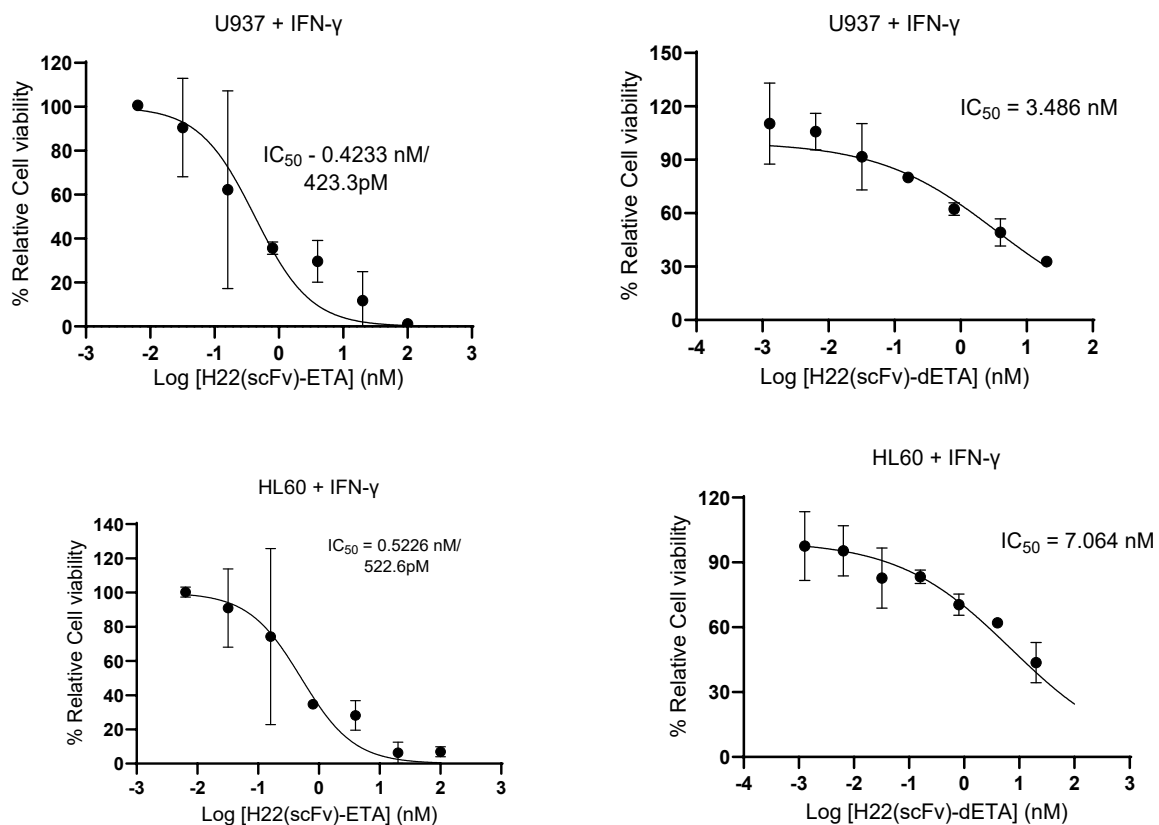 U937 + IFN-γ
120
100
80
60
40
20
0
% Relative Cell viability
IC50 - 0.4233 nM/
423.3pM
-3 -2 -1 0 1 2 3
Log [H22(scFv)-ETA] (nM)
U937 + IFN-γ
150
120
90
60
30
0
% Relative Cell viability
IC50 = 3.486 nM
-4 -3 -2 -1 0 1 2
Log [H22(scFv)-dETA] (nM)
HL60 + IFN-γ
140
120
100
80
60
40
20
0
% Relative Cell viability
IC50 = 0.5226 nM/
522.6pM
-3 -2 -1 0 1 2 3
Log [H22(scFv)-ETA] (nM)
HL60 + IFN-γ
120
90
60
30
0
% Relative Cell viability
IC50 = 7.064 nM
-4 -3 -2 -1 0 1 2 3
Log [H22(scFv)-dETA] (nM)